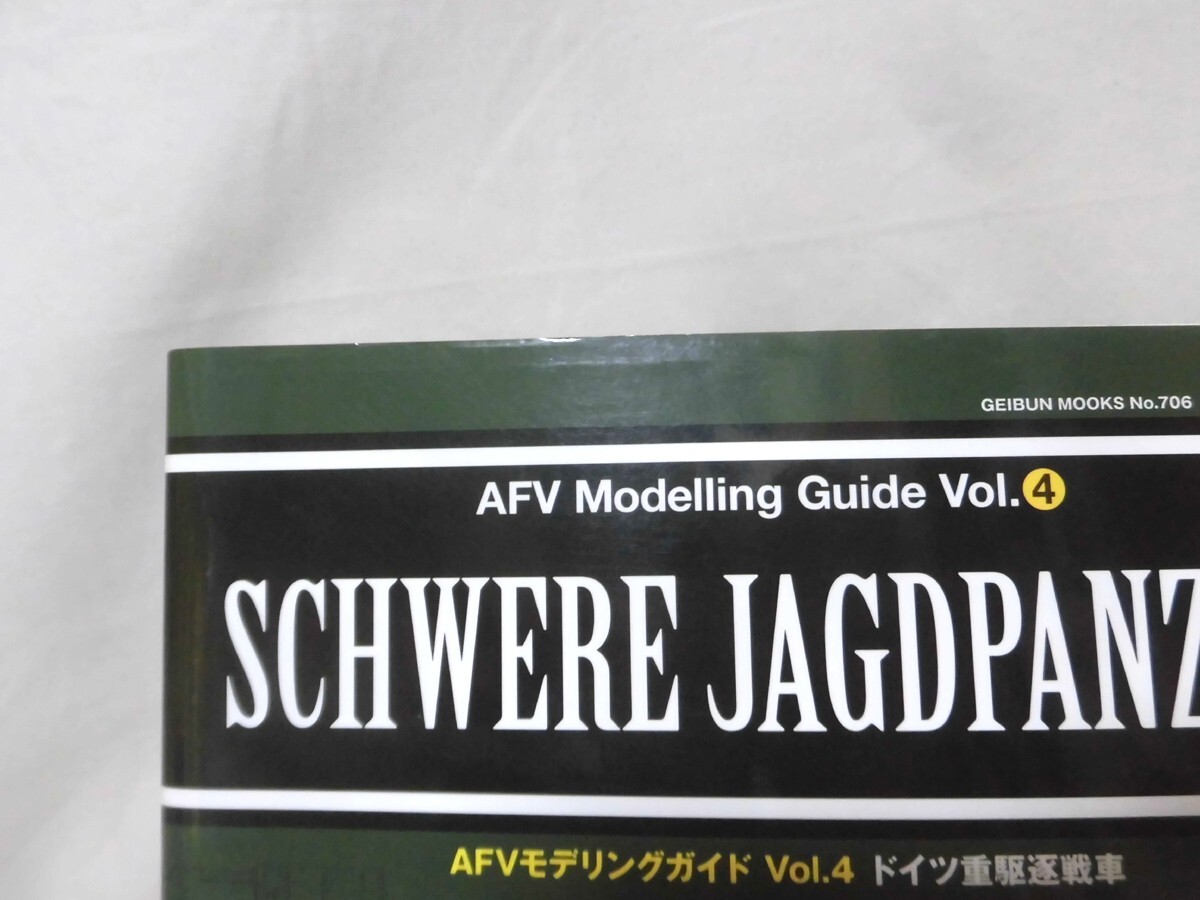 GEIBUN MOOKS No.706
AFV Modelling Guide Vol.4
SCHWERE JAGDPANZ
AFVモデリングガイド Vol.4 ドイツ重駆逐戦車